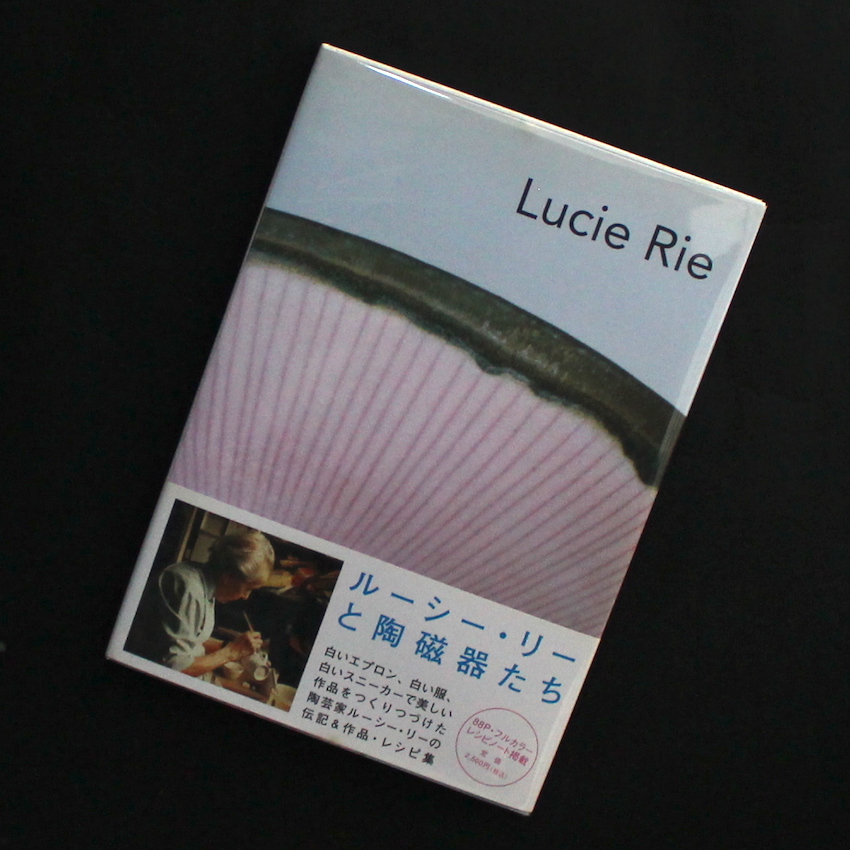 Lucie Rie
ルーシー・リー
と陶磁器たち
白いエプロン、白い服、
白いスニーカーで美しい
作品をつくりつづけた
陶芸家ルーシー・リーの
伝記&作品・レシピ集
88P・フルカラー
レシピノート掲載
定価